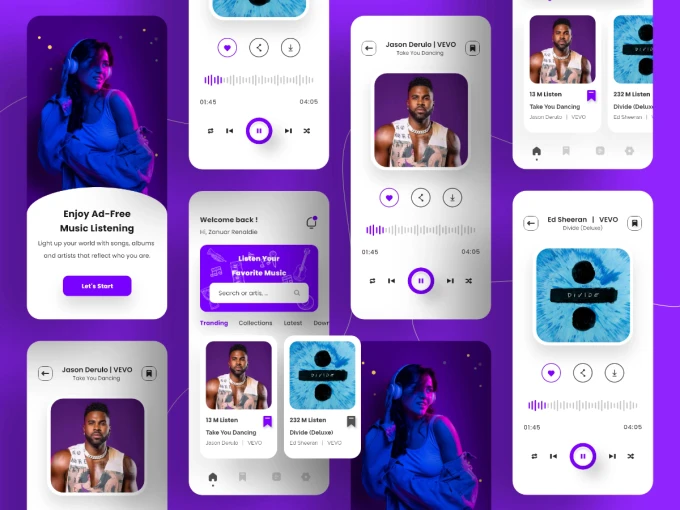 Enjoy Ad-Free
Music Listening
Light up your world with songs, albums
and artists that reflect who you are.
Let's Start
Jason Derulo | VEVO
Take You Dancing
01:45 04:05
Welcome back !
Hi, Zanuar Renaldie
Listen Your
Favorite Music
Search or artis, ...
Tranding Collections Latest Down
13 M Listen
Take You Dancing
Jason Derulo | VEVO
232 M Listen
Divide (Deluxe)
Ed Sheeran | VEVO
DIVIDE
Jason Derulo | VEVO
Take You Dancing
01:45 04:05
13 M Listen
Take You Dancing
Jason Derulo | VEVO
232 M Listen
Divide (Deluxe
Ed Sheeran |
Ed Sheeran | VEVO
Divide (Deluxe)
DIVIDE
01:45 04:05